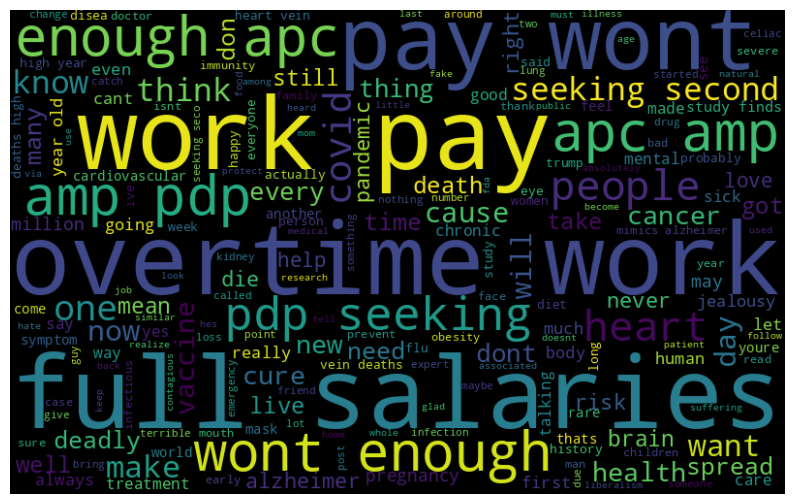 change disea doctor heart vein last around two must illness celiac
enough apc pay wont
immunity don right said age severe
high year even still fake lung started natural
know think seeking second
catch cant isnt thing good thank public see
work pay
deaths high many year old everyone happy family among food little heard feel made study finds
use seeking seco covid pandemic drug bad
apc amp
cardiovascular actually mom trump mental probably
via ive protect death eye absolutely
amp pdp every nothing fda people love
million going another person number women become sick got
week medical something cause time take cancer
chronic mimics alzheimer used
overtime work
kidney help study will year
look research may
job die called face diet never jealousy
come one mean pdp seeking heart day
hate similar fell point prevent much let
say now yes realize vaccine contagious hes loss flu obesity doesnt follow
symptom guy new need dont body human youre
way really vein deaths expert long patient read
back emergency associated maybe
full salaries
case infectious cure friend glad talking risk rare suffering
give keep live lot
deadly terrible mouth mask whole infection thats brain want
sure wont enough history
well make world home post children health spread
always bring treatment alzheimer early pregnancy first man due liberalism someone care